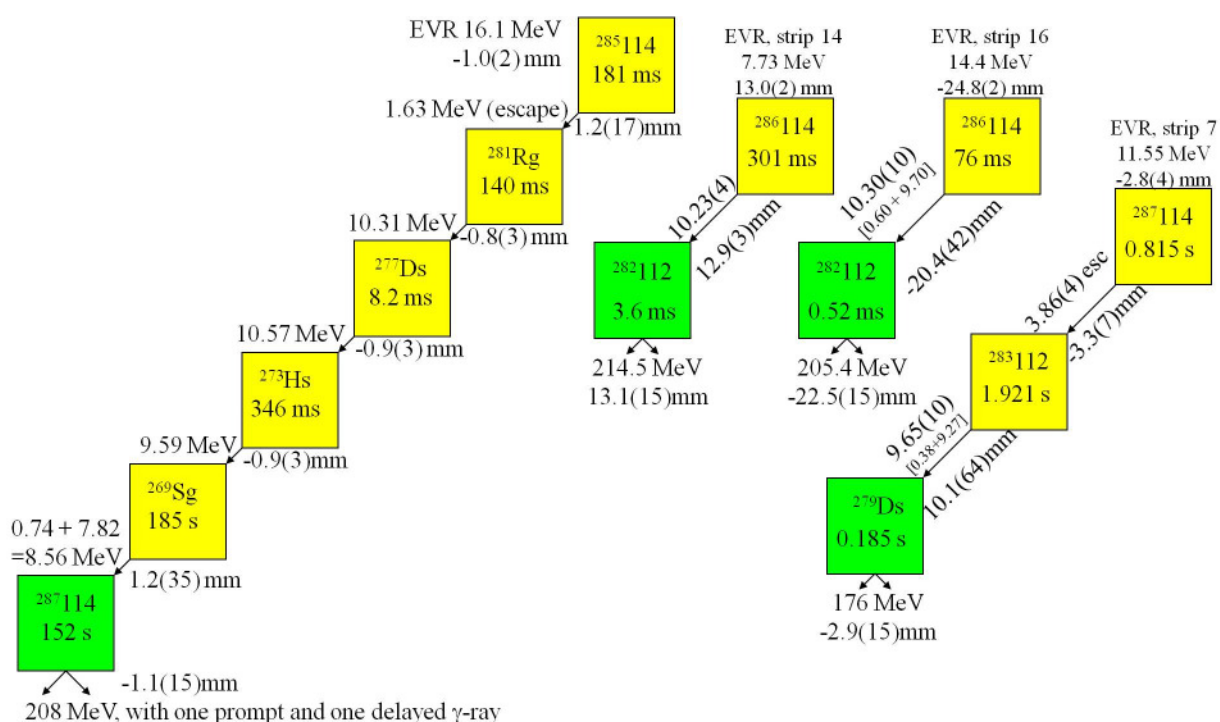 EVR 16.1 MeV
-1.0(2) mm
²⁸⁵114
181 ms
1.63 MeV (escape)
1.2(17)mm
²⁸¹Rg
140 ms
10.31 MeV
-0.8(3) mm
²⁷⁷Ds
8.2 ms
10.57 MeV
-0.9(3) mm
²⁷³Hs
346 ms
9.59 MeV
-0.9(3)mm
²⁶⁹Sg
185 s
0.74 + 7.82
=8.56 MeV
1.2(35) mm
²⁸⁷114
152 s
-1.1(15)mm
208 MeV, with one prompt and one delayed γ-ray
EVR, strip 14
7.73 MeV
13.0(2) mm
²⁸⁶114
301 ms
10.23(4)
12.9(3)mm
²⁸²112
3.6 ms
214.5 MeV
13.1(15)mm
EVR, strip 16
14.4 MeV
-24.8(2) mm
²⁸⁶114
76 ms
10.30(10)
[0.60 + 9.70]
-20.4(42)mm
²⁸²112
0.52 ms
205.4 MeV
-22.5(15)mm
EVR, strip 7
11.55 MeV
-2.8(4) mm
²⁸⁷114
0.815 s
3.86(4) esc
-3.3(7)mm
²⁸³112
1.921 s
9.65(10)
[0.38+9.27]
10.1(64)mm
²⁷⁹Ds
0.185 s
176 MeV
-2.9(15)mm